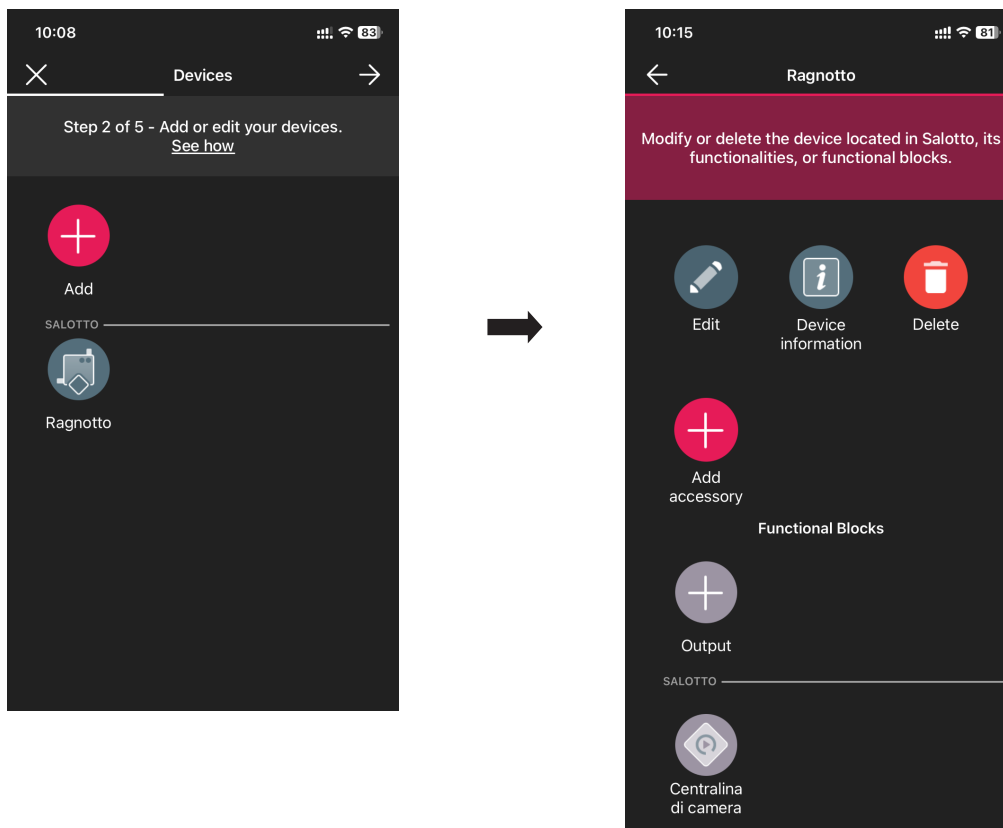 10:08
83
Devices
Step 2 of 5 - Add or edit your devices.
See how
Add
SALOTTO
Ragnotto
10:15
81
Ragnotto
Modify or delete the device located in Salotto, its
functionalities, or functional blocks.
Edit
Device
information
Delete
Add
accessory
Functional Blocks
Output
SALOTTO
Centralina
di camera